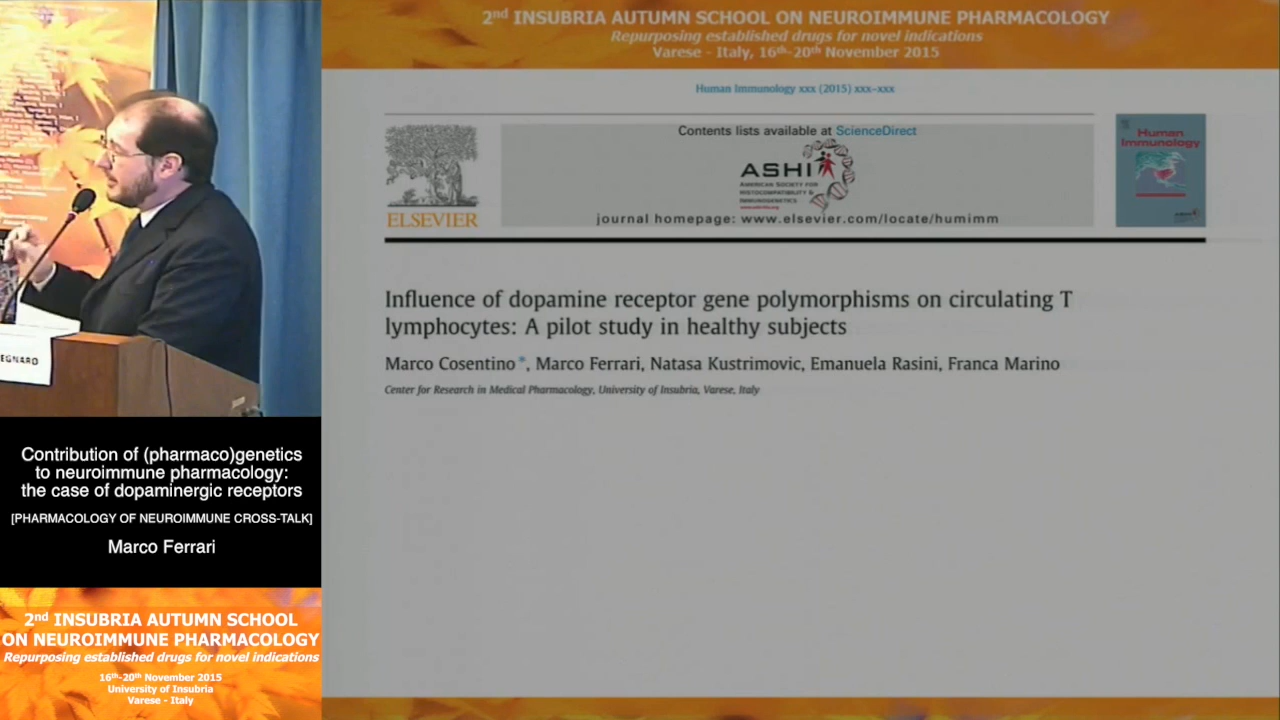 2nd INSUBRIA AUTUMN SCHOOL ON NEUROIMMUNE PHARMACOLOGY
Repurposing established drugs for novel indications
Varese - Italy, 16th-20th November 2015
Human Immunology xxx (2015) xxx–xxx
Contents lists available at ScienceDirect
ASHI
AMERICAN SOCIETY FOR
HISTOCOMPATIBILITY &
IMMUNOGENETICS
journal homepage: www.elsevier.com/locate/humimm
ELSEVIER
Human
Immunology
Influence of dopamine receptor gene polymorphisms on circulating T
lymphocytes: A pilot study in healthy subjects
Marco Cosentino*, Marco Ferrari, Natasa Kustrimovic, Emanuela Rasini, Franca Marino
Center for Research in Medical Pharmacology, University of Insubria, Varese, Italy
EGNARO
Contribution of (pharmaco)genetics
to neuroimmune pharmacology:
the case of dopaminergic receptors
[PHARMACOLOGY OF NEUROIMMUNE CROSS-TALK]
Marco Ferrari
2nd INSUBRIA AUTUMN SCHOOL
ON NEUROIMMUNE PHARMACOLOGY
Repurposing established drugs for novel indications
16th-20th November 2015
University of Insubria
Varese - Italy